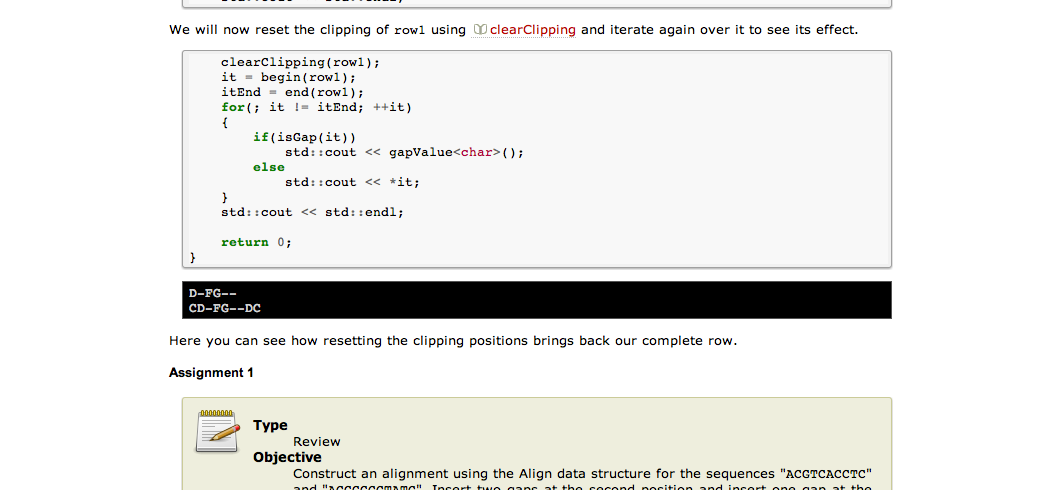 We will now reset the clipping of row1 using clearClipping and iterate again over it to see its effect.
clearClipping(row1);
it = begin(row1);
itEnd = end(row1);
for(; it != itEnd; ++it)
{
if(isGap(it))
std::cout << gapValue<char>();
else
std::cout << *it;
}
std::cout << std::endl;
return 0;
}
D-FG--
CD-FG--DC
Here you can see how resetting the clipping positions brings back our complete row.
Assignment 1
Type
Review
Objective
Construct an alignment using the Align data structure for the sequences "ACGTCACCTC"
and Insert two gaps at the second position and insert one gap at the